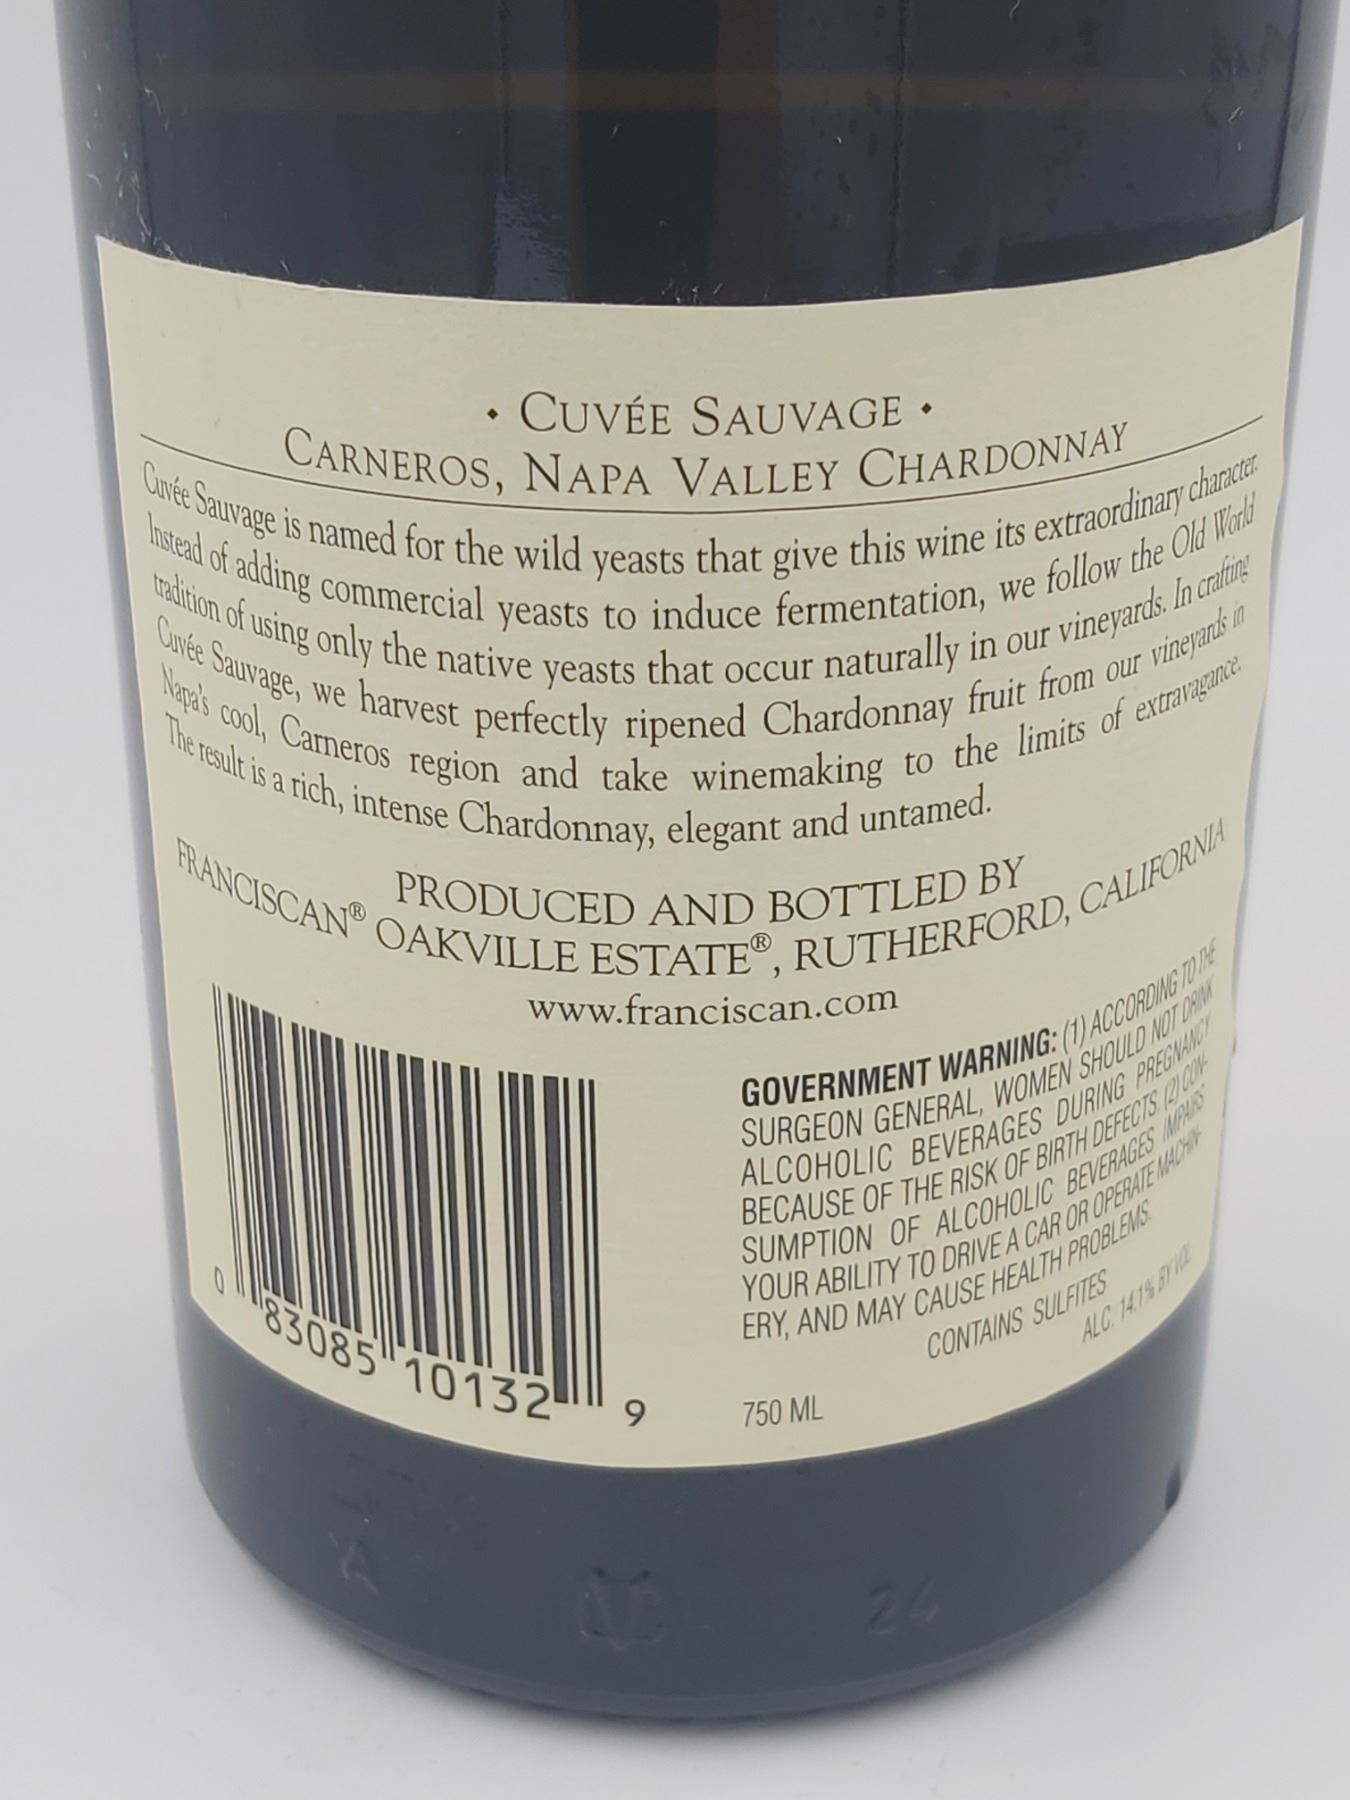 • CUVÉE SAUVAGE •
CARNEROS, NAPA VALLEY CHARDONNAY
Cuvée Sauvage is named for the wild yeasts that give this wine its extraordinary character.
Instead of adding commercial yeasts to induce fermentation, we follow the Old World
tradition of using only the native yeasts that occur naturally in our vineyards. In crafting
Cuvée Sauvage, we harvest perfectly ripened Chardonnay fruit from our vineyards in
Napa's cool, Carneros region and take winemaking to the limits of extravagance.
The result is a rich, intense Chardonnay, elegant and untamed.
PRODUCED AND BOTTLED BY
FRANCISCAN® OAKVILLE ESTATE®, RUTHERFORD, CALIFORNIA
www.franciscan.com
GOVERNMENT WARNING: (1) ACCORDING TO THE
SURGEON GENERAL, WOMEN SHOULD NOT DRINK
ALCOHOLIC BEVERAGES DURING PREGNANCY
BECAUSE OF THE RISK OF BIRTH DEFECTS. (2) CON-
SUMPTION OF ALCOHOLIC BEVERAGES IMPAIRS
YOUR ABILITY TO DRIVE A CAR OR OPERATE MACHIN-
ERY, AND MAY CAUSE HEALTH PROBLEMS.
CONTAINS SULFITES
ALC. 14.1% BY VOL.
750 ML
0 83085 10132 9
A
24